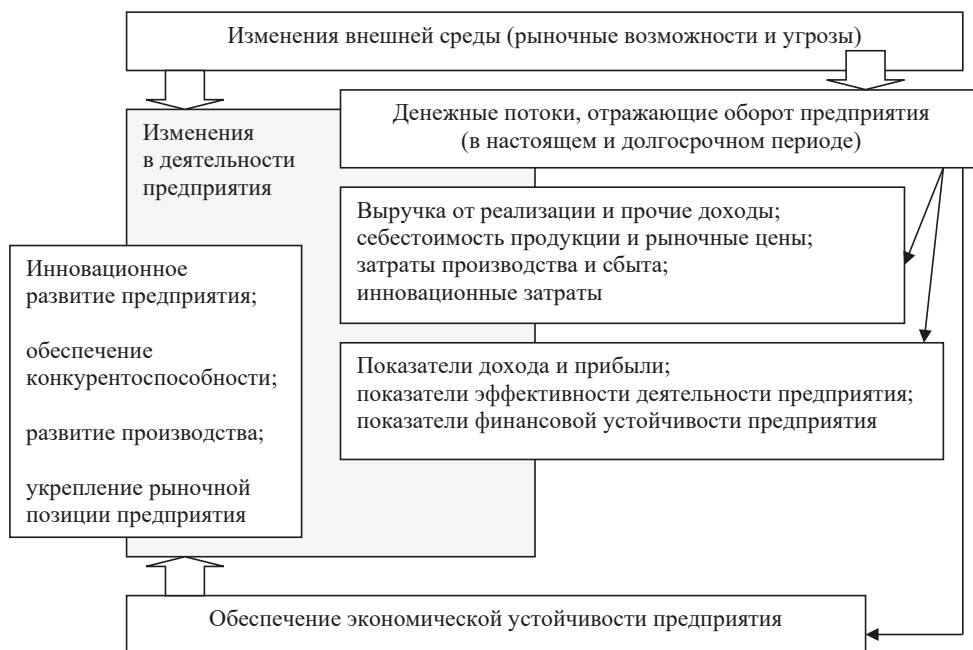 Изменения внешней среды (рыночные возможности и угрозы)
Денежные потоки, отражающие оборот предприятия
(в настоящем и долгосрочном периоде)
Изменения
в деятельности
предприятия
Выручка от реализации и прочие доходы;
себестоимость продукции и рыночные цены;
затраты производства и сбыта;
инновационные затраты
Инновационное
развитие предприятия;
обеспечение
конкурентоспособности;
развитие производства;
укрепление рыночной
позиции предприятия
Показатели дохода и прибыли;
показатели эффективности деятельности предприятия;
показатели финансовой устойчивости предприятия
Обеспечение экономической устойчивости предприятия